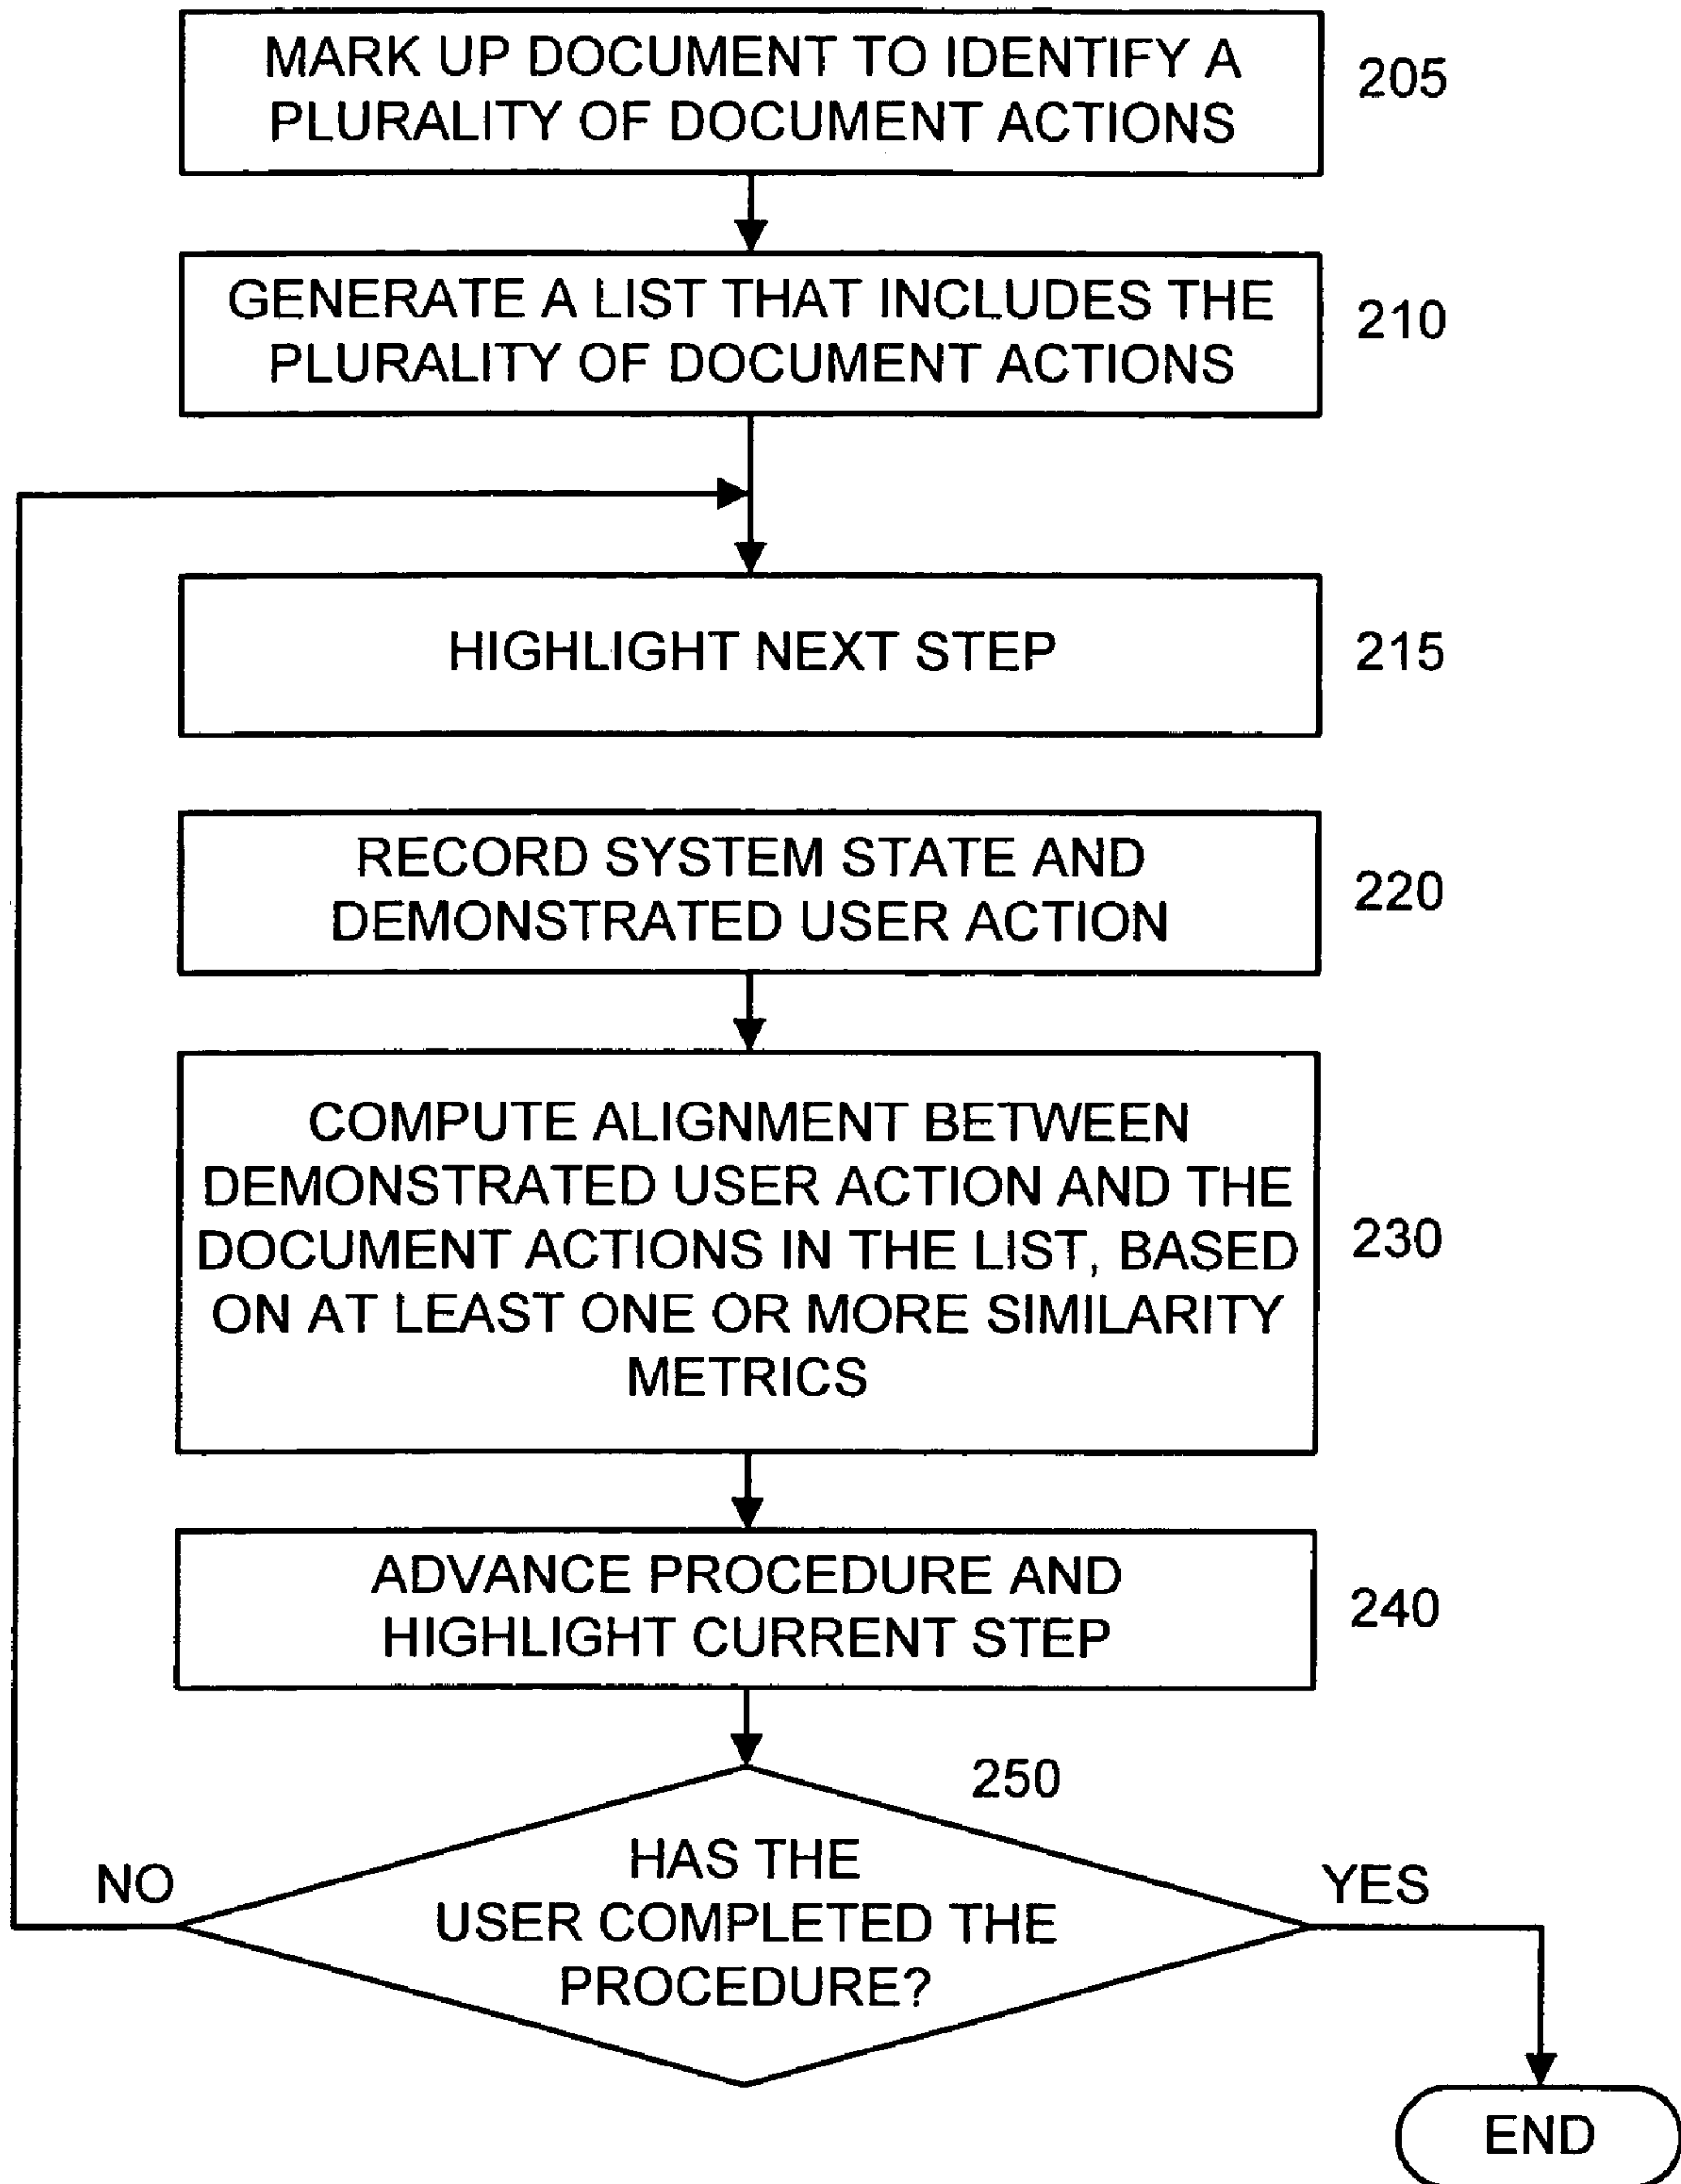 MARK UP DOCUMENT TO IDENTIFY A
PLURALITY OF DOCUMENT ACTIONS
205
GENERATE A LIST THAT INCLUDES THE
PLURALITY OF DOCUMENT ACTIONS
210
HIGHLIGHT NEXT STEP
215
RECORD SYSTEM STATE AND
DEMONSTRATED USER ACTION
220
COMPUTE ALIGNMENT BETWEEN
DEMONSTRATED USER ACTION AND THE
DOCUMENT ACTIONS IN THE LIST, BASED
ON AT LEAST ONE OR MORE SIMILARITY
METRICS
230
ADVANCE PROCEDURE AND
HIGHLIGHT CURRENT STEP
240
250
HAS THE
USER COMPLETED THE
PROCEDURE?
NO
YES
END